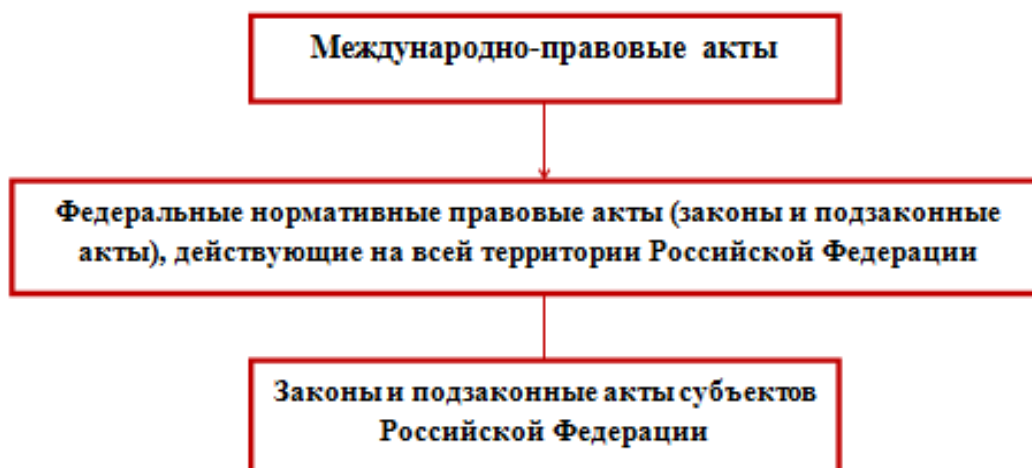 Международно-правовые акты
Федеральные нормативные правовые акты (законы и подзаконные
акты), действующие на всей территории Российской Федерации
Законы и подзаконные акты субъектов
Российской Федерации